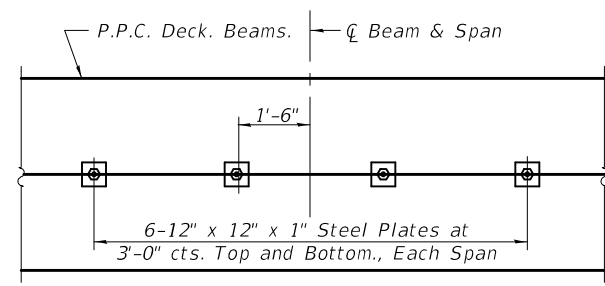 P.P.C. Deck. Beams.
℄ Beam & Span
1'-6"
6-12" x 12" x 1" Steel Plates at
3'-0" cts. Top and Bottom., Each Span